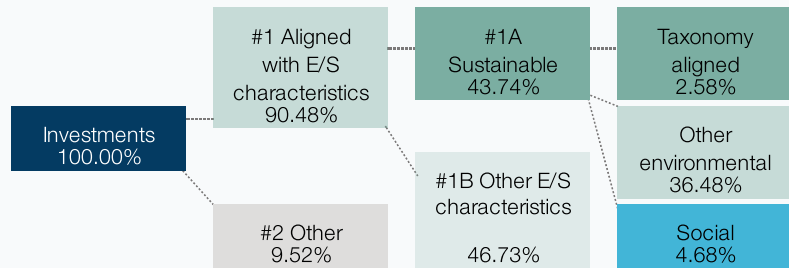 Investments
100.00%
#1 Aligned
with E/S
characteristics
90.48%
#2 Other
9.52%
#1A
Sustainable
43.74%
#1B Other E/S
characteristics
46.73%
Taxonomy
aligned
2.58%
Other
environmental
36.48%
Social
4.68%